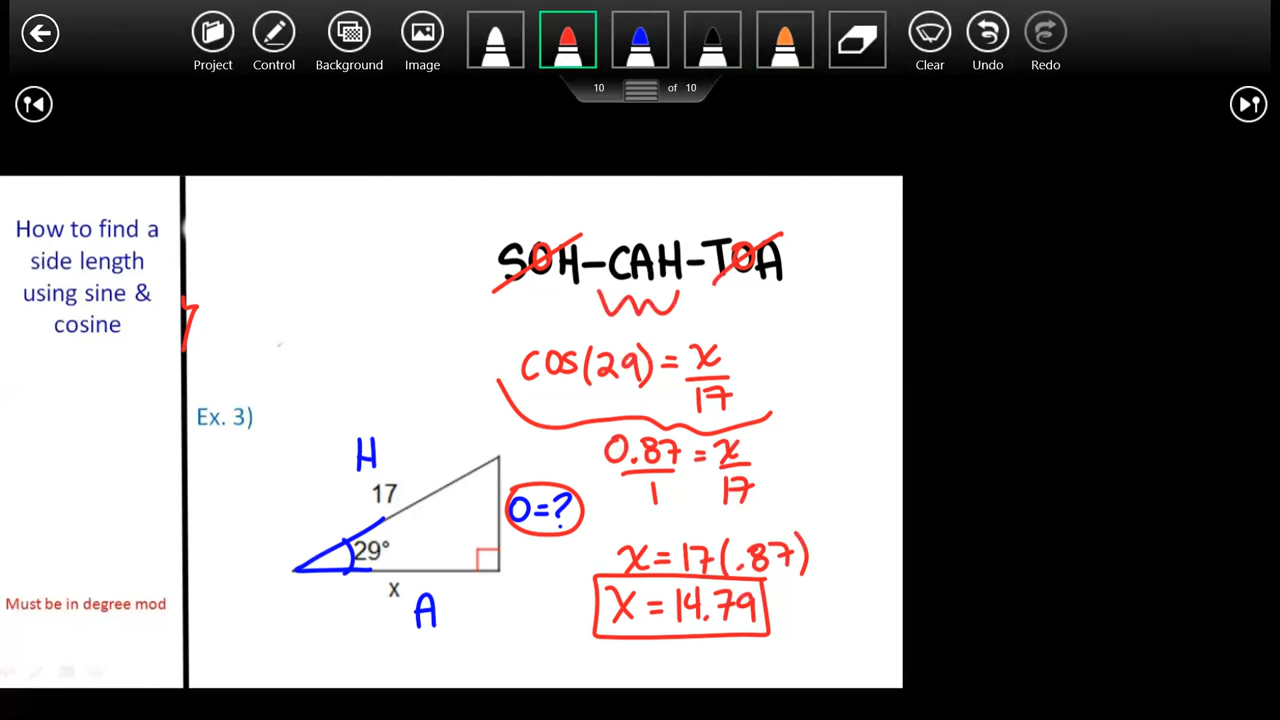 Project Control Background Image Clear Undo Redo
10 of 10
How to find a
side length
using sine &
cosine
Must be in degree mod
SOH-CAH-TOA
cos(29) = x/17
0.87/1 = x/17
x = 17(.87)
x = 14.79
Ex. 3)
H
17
O=?
29°
x
A